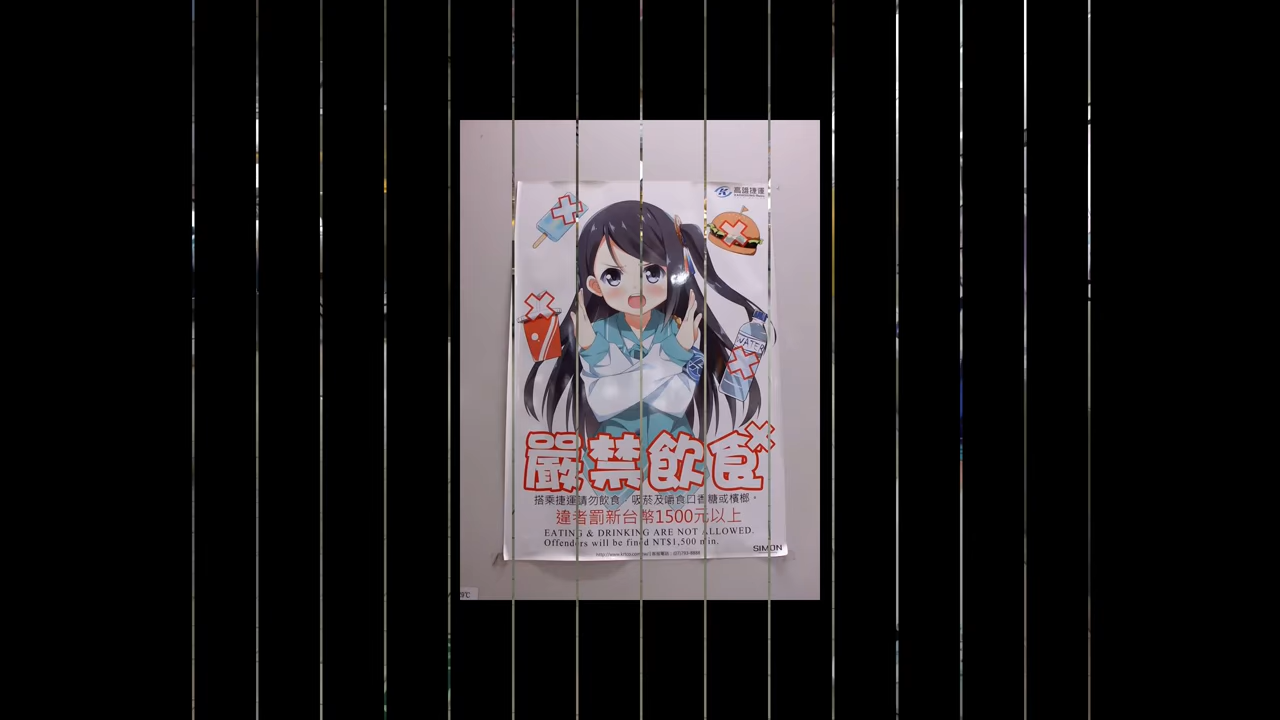 高雄捷運
WATER
嚴禁飲食
搭乘捷運請勿飲食、吸菸及嚼食口香糖或檳榔。
違者罰新台幣1500元以上
EATING & DRINKING ARE NOT ALLOWED.
Offenders will be fined NT$1,500 min.
SIMON